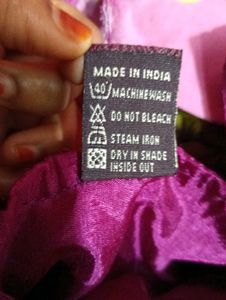 MADE IN INDIA
40° MACHINEWASH
DO NOT BLEACH
STEAM IRON
DRY IN SHADE
INSIDE OUT